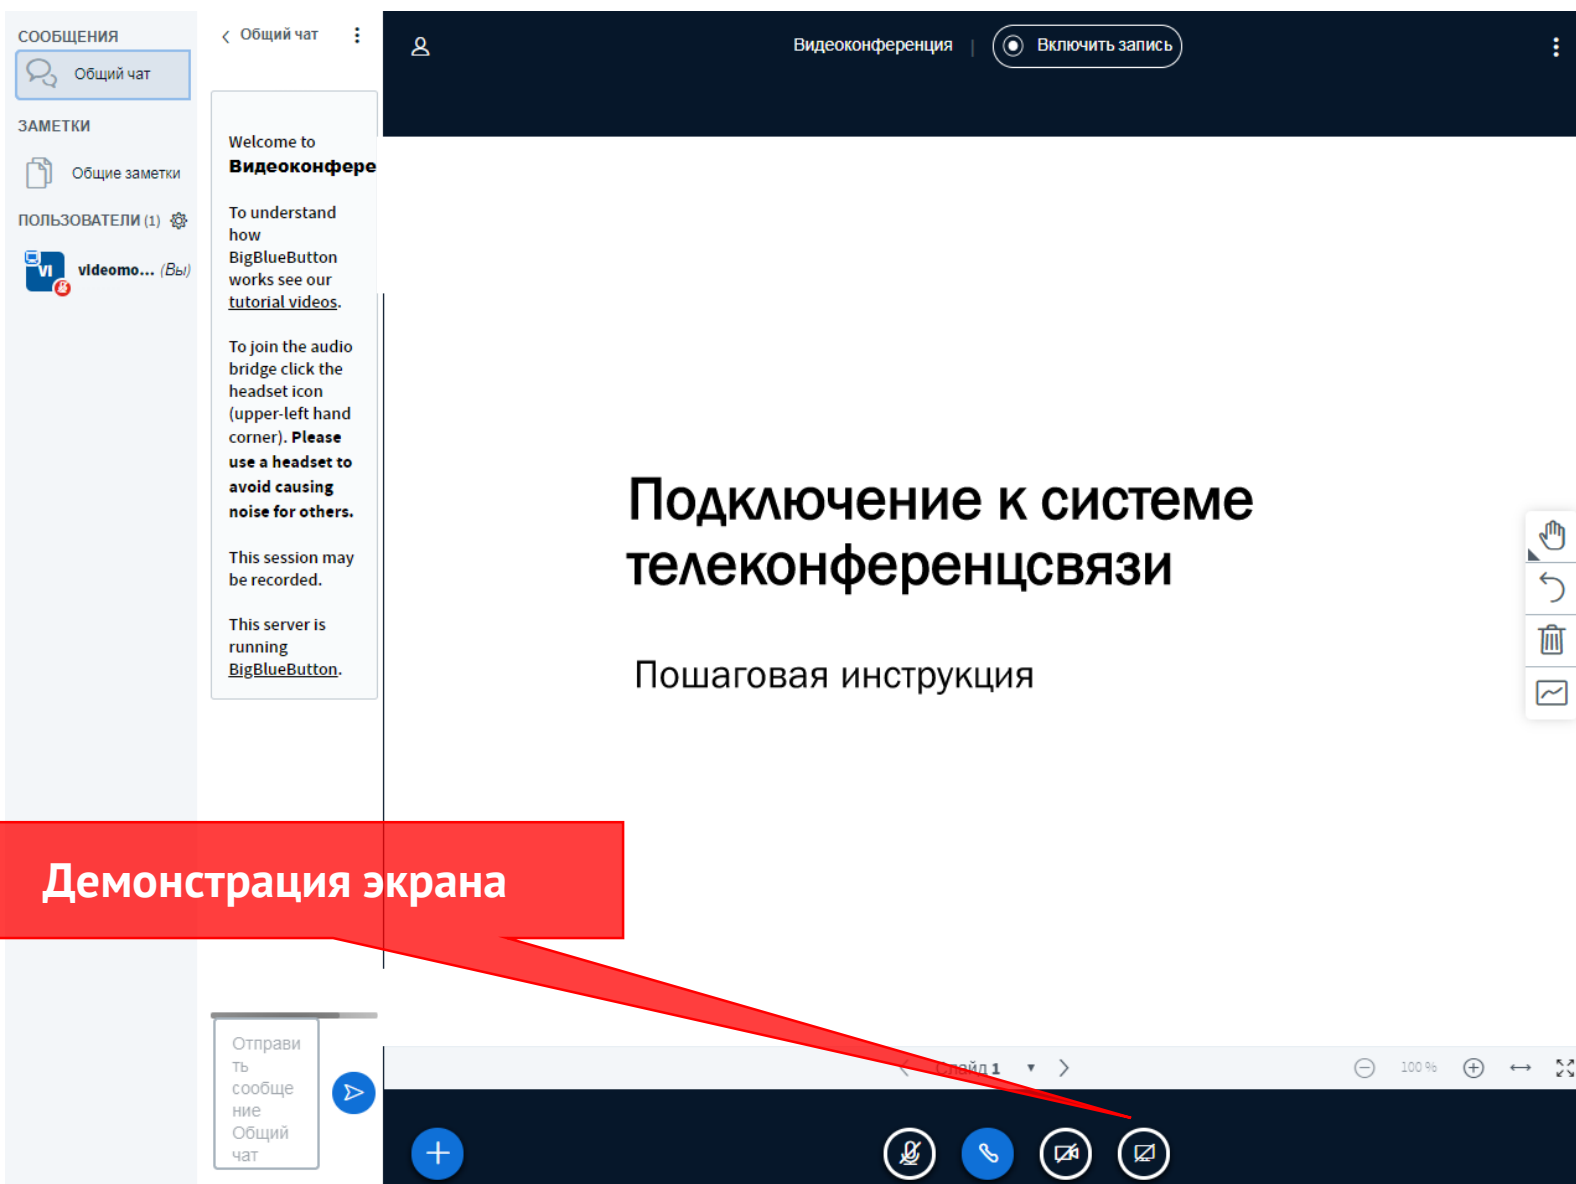 СООБЩЕНИЯ
Общий чат
ЗАМЕТКИ
Общие заметки
ПОЛЬЗОВАТЕЛИ (1)
VI
videomo... (Вы)
Общий чат
Welcome to
Видеоконфере
To understand
how
BigBlueButton
works see our
tutorial videos.
To join the audio
bridge click the
headset icon
(upper-left hand
corner). Please
use a headset to
avoid causing
noise for others.
This session may
be recorded.
This server is
running
BigBlueButton.
Отправи
ть
сообще
ние
Общий
чат
Видеоконференция | Включить запись
Подключение к системе
телеконференцсвязи
Пошаговая инструкция
Демонстрация экрана
Слайд 1
100 %